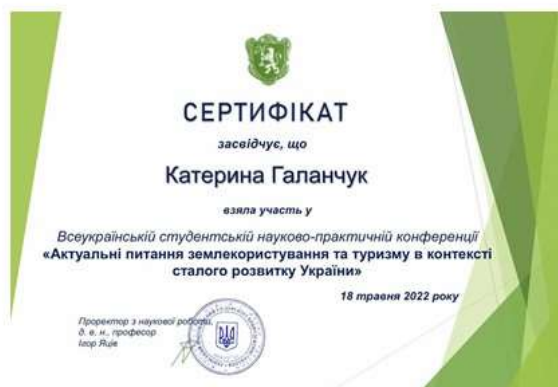 СЕРТИФІКАТ
засвідчує, що
Катерина Галанчук
взяла участь у
Всеукраїнській студентській науково-практичній конференції
«Актуальні питання землекористування та туризму в контексті
сталого розвитку України»
18 травня 2022 року
Проректор з наукової роботи,
д. е. н., професор
Ігор Яців